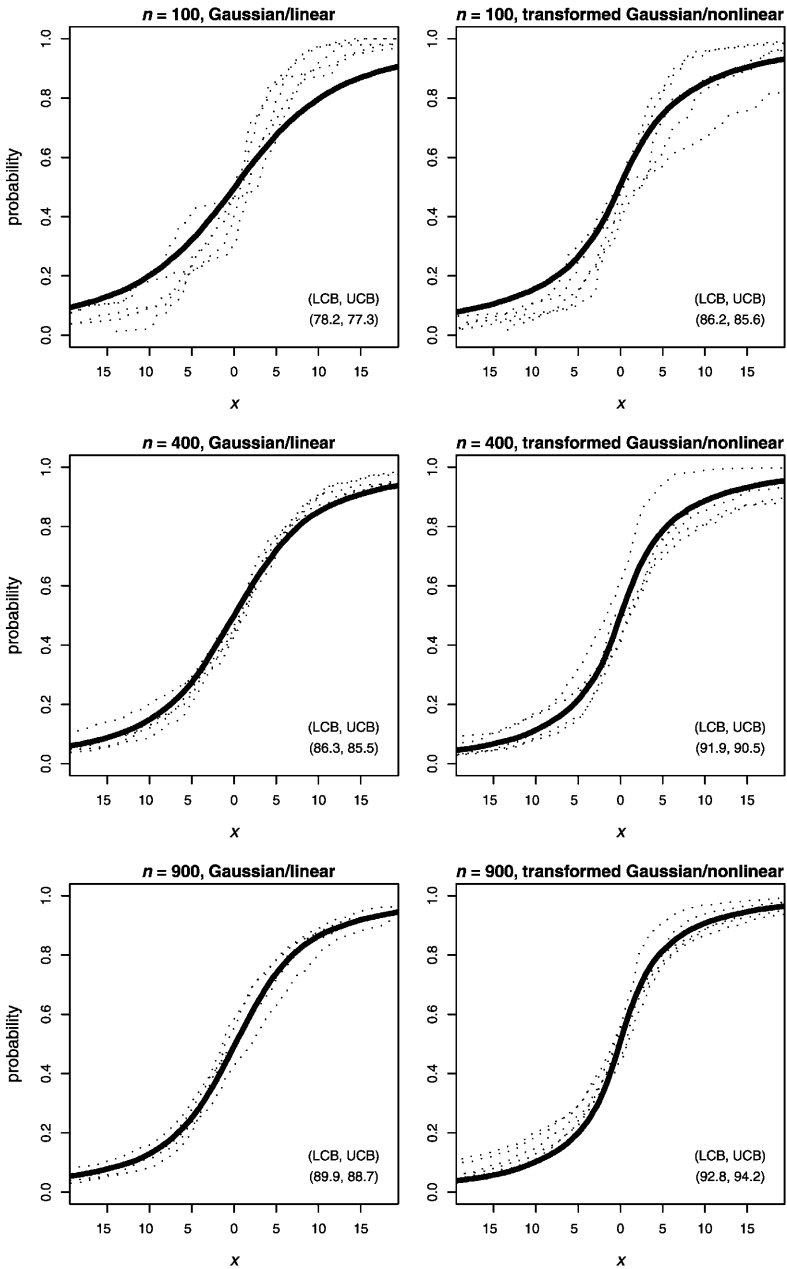 n = 100, Gaussian/linear
probability
1.0
0.8
0.6
0.4
0.2
0.0
(LCB, UCB)
(78.2, 77.3)
15 10 5 0 5 10 15
x
n = 100, transformed Gaussian/nonlinear
1.0
0.8
0.6
0.4
0.2
0.0
(LCB, UCB)
(86.2, 85.6)
15 10 5 0 5 10 15
x
n = 400, Gaussian/linear
probability
1.0
0.8
0.6
0.4
0.2
0.0
(LCB, UCB)
(86.3, 85.5)
15 10 5 0 5 10 15
x
n = 400, transformed Gaussian/nonlinear
1.0
0.8
0.6
0.4
0.2
0.0
(LCB, UCB)
(91.9, 90.5)
15 10 5 0 5 10 15
x
n = 900, Gaussian/linear
probability
1.0
0.8
0.6
0.4
0.2
0.0
(LCB, UCB)
(89.9, 88.7)
15 10 5 0 5 10 15
x
n = 900, transformed Gaussian/nonlinear
1.0
0.8
0.6
0.4
0.2
0.0
(LCB, UCB)
(92.8, 94.2)
15 10 5 0 5 10 15
x